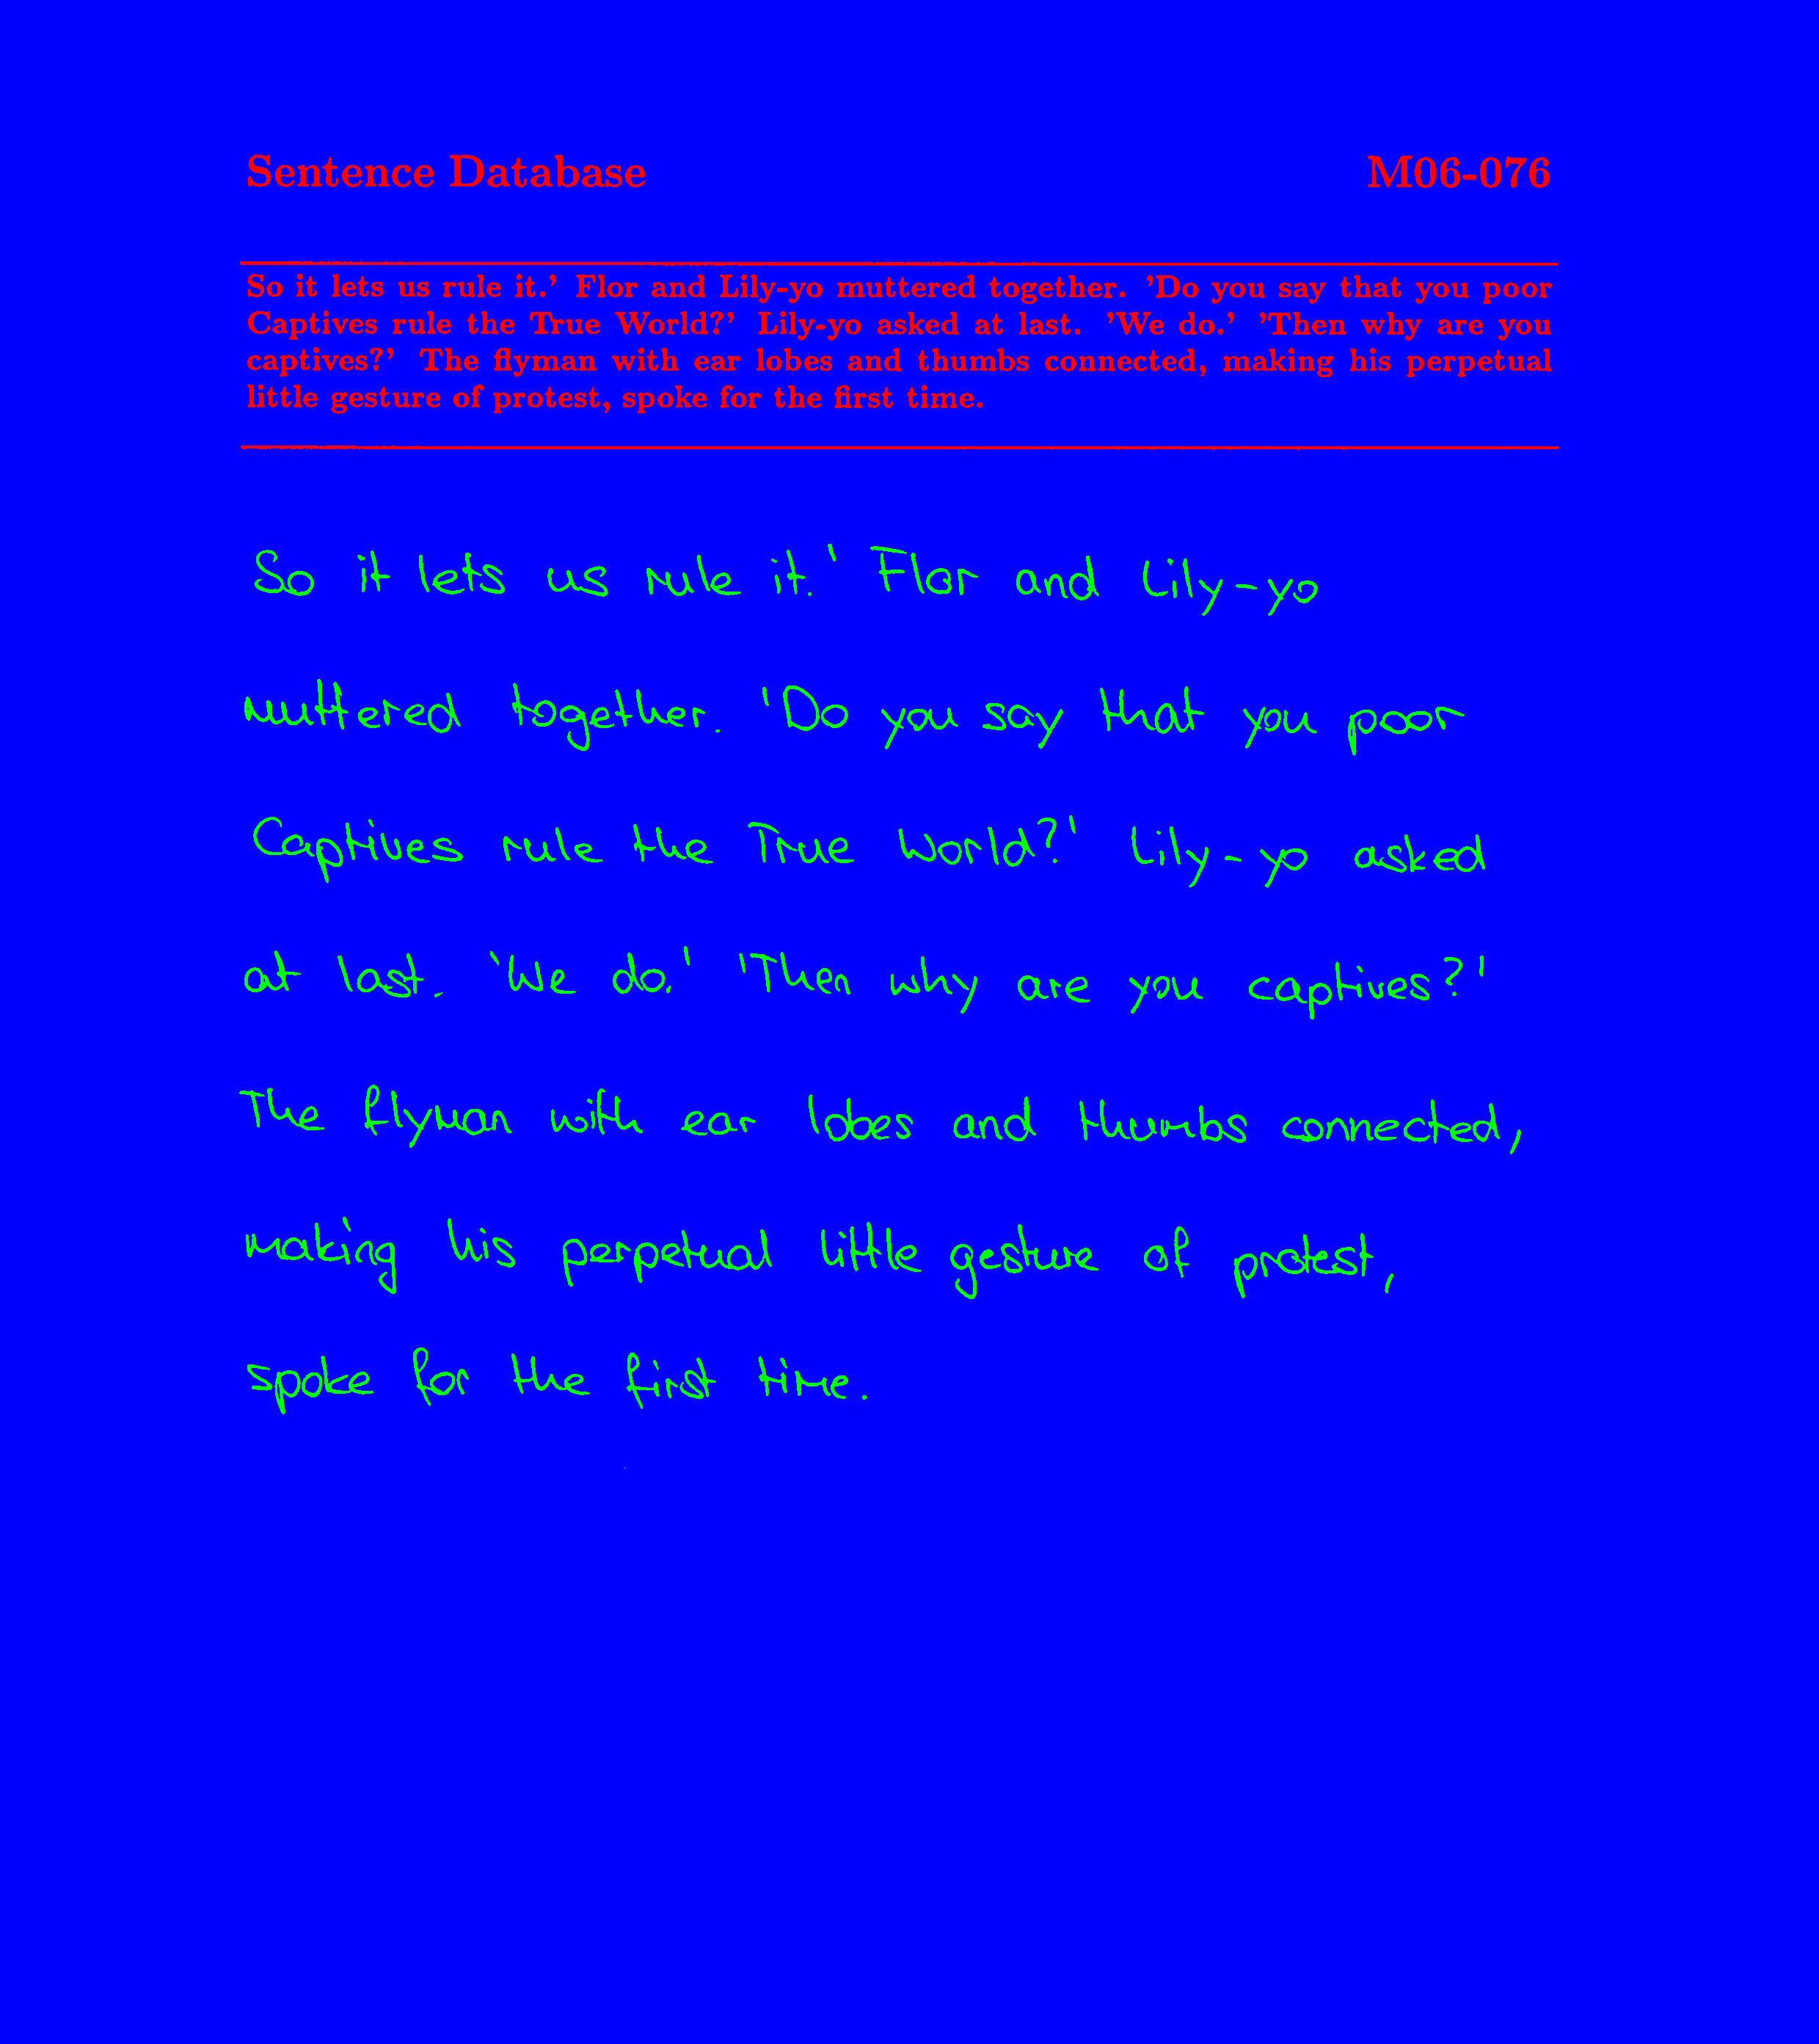 Sentence Database M06-076
So it lets us rule it.' Flor and Lily-yo muttered together. 'Do you say that you poor
Captives rule the True World?' Lily-yo asked at last. 'We do.' 'Then why are you
captives?' The flyman with ear lobes and thumbs connected, making his perpetual
little gesture of protest, spoke for the first time.
So it lets us rule it.' Flor and Lily-yo
muttered together. 'Do you say that you poor
Captives rule the True World?' Lily-yo asked
at last. 'We do.' 'Then why are you captives?'
The flyman with ear lobes and thumbs connected,
making his perpetual little gesture of protest,
spoke for the first time.